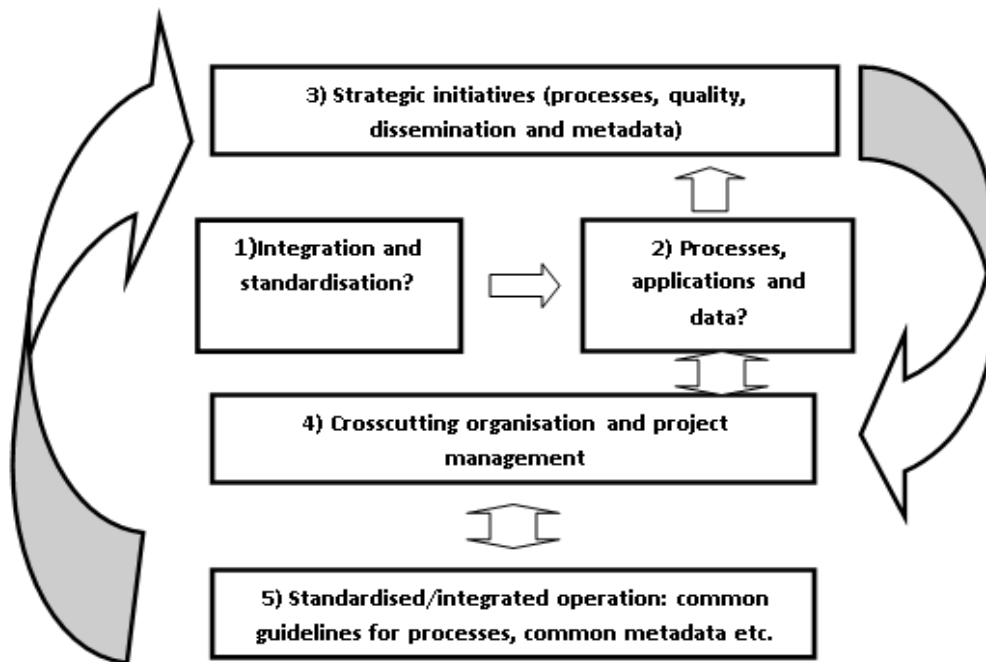 3) Strategic initiatives (processes, quality,
dissemination and metadata)
1)Integration and
standardisation?
2) Processes,
applications and
data?
4) Crosscutting organisation and project
management
5) Standardised/integrated operation: common
guidelines for processes, common metadata etc.